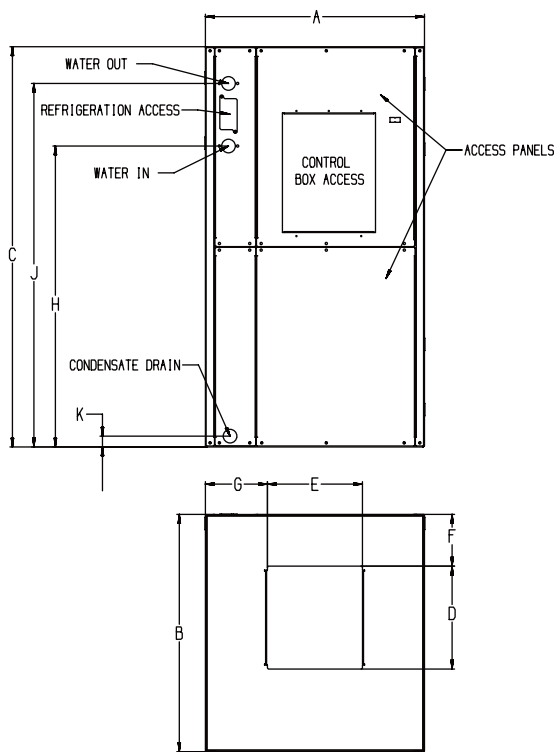 A
WATER OUT
REFRIGERATION ACCESS
WATER IN
CONTROL
BOX ACCESS
ACCESS PANELS
C
J
H
CONDENSATE DRAIN
K
G
E
F
B
D